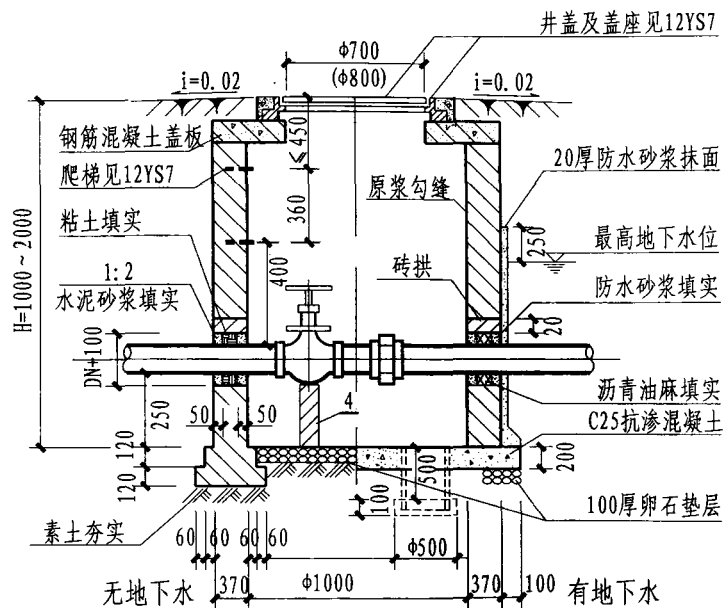 井盖及盖座见12YS7
Φ700
(Φ800)
i=0.02
i=0.02
钢筋混凝土盖板
≤450
20厚防水砂浆抹面
爬梯见12YS7
360
原浆勾缝
粘土填实
250
最高地下水位
400
1:2
水泥砂浆填实
砖拱
防水砂浆填实
H=1000~2000
20
DN+100
沥青油麻填实
4
250
50
50
C25抗渗混凝土
120
500
200
120
100
100厚卵石垫层
素土夯实
60
60
60
60
Φ500
无地下水
370
Φ1000
370
100
有地下水